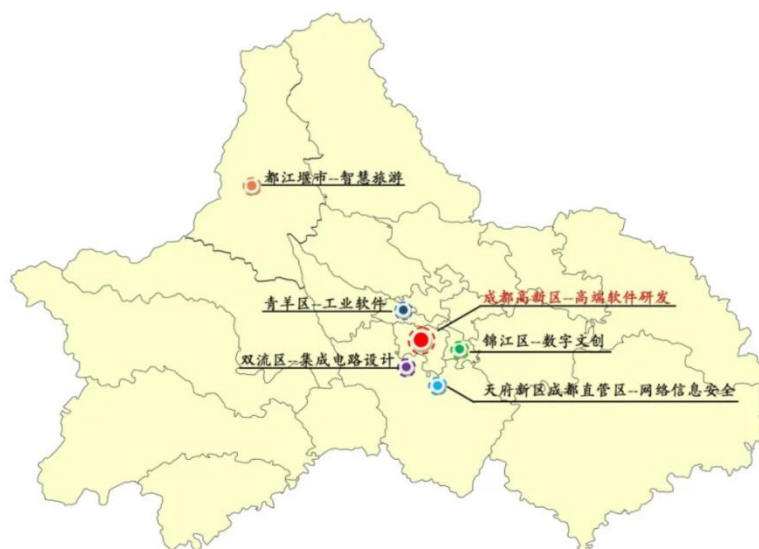 都江堰市--智慧旅游
青羊区--工业软件
成都高新区--高端软件研发
锦江区--数字文创
双流区--集成电路设计
天府新区成都直管区--网络信息安全